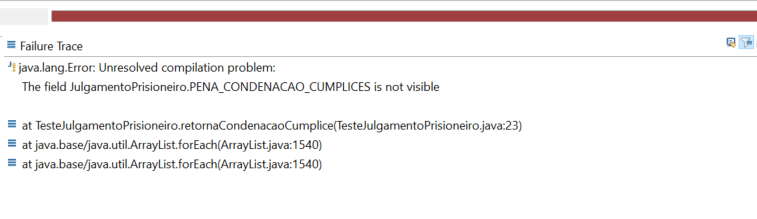 Failure Trace
java.lang.Error: Unresolved compilation problem:
The field JulgamentoPrisioneiro.PENA_CONDENACAO_CUMPLICES is not visible
at TesteJulgamentoPrisioneiro.retornaCondenacaoCumplice(TesteJulgamentoPrisioneiro.java:23)
at java.base/java.util.ArrayList.forEach(ArrayList.java:1540)
at java.base/java.util.ArrayList.forEach(ArrayList.java:1540)